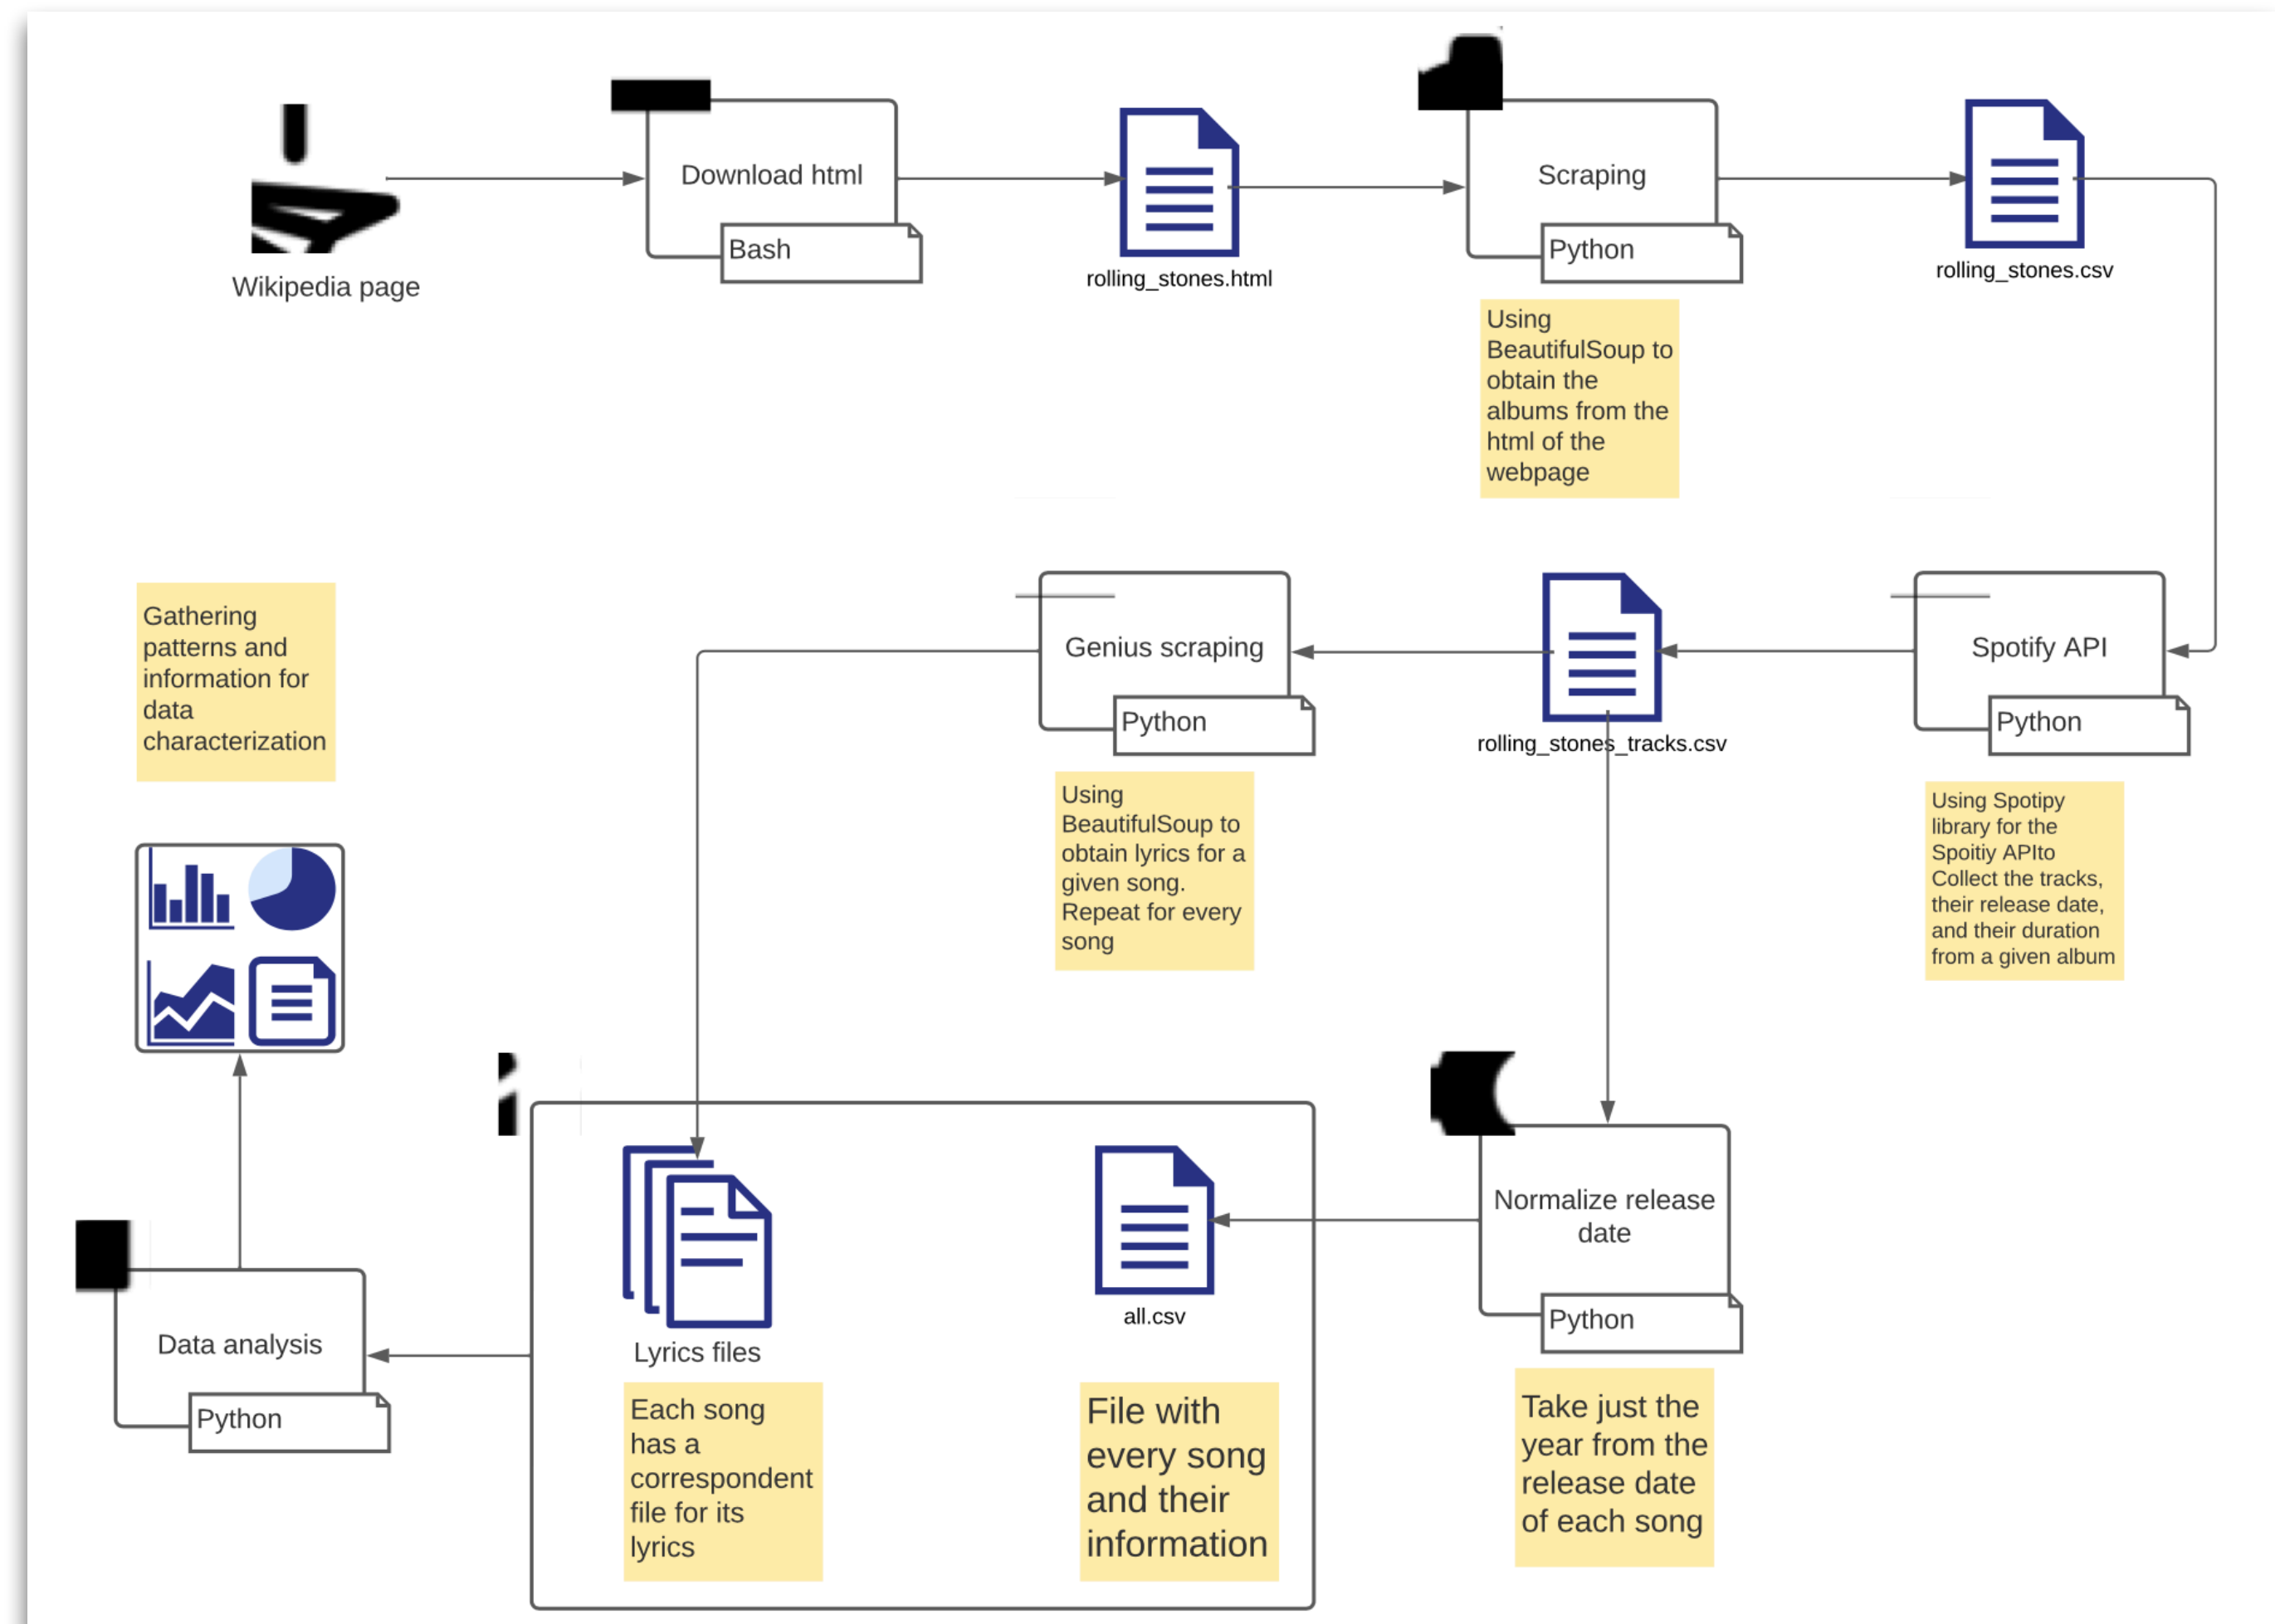 Wikipedia page
Download html
Bash
rolling_stones.html
Scraping
Python
Using
BeautifulSoup to
obtain the
albums from the
html of the
webpage
rolling_stones.csv
Spotify API
Python
Using Spotipy
library for the
Spoitiy APIto
Collect the tracks,
their release date,
and their duration
from a given album
rolling_stones_tracks.csv
Genius scraping
Python
Using
BeautifulSoup to
obtain lyrics for a
given song.
Repeat for every
song
Normalize release
date
Python
Take just the
year from the
release date
of each song
all.csv
File with
every song
and their
information
Lyrics files
Each song
has a
correspondent
file for its
lyrics
Data analysis
Python
Gathering
patterns and
information for
data
characterization